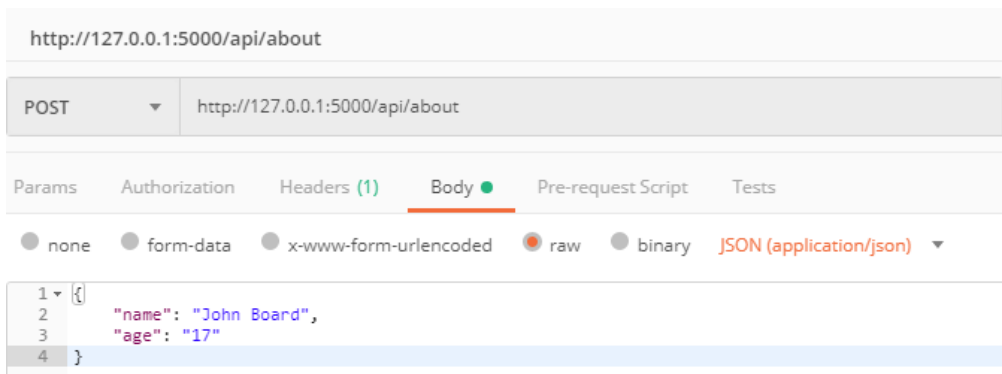 http://127.0.0.1:5000/api/about
POST http://127.0.0.1:5000/api/about
Params Authorization Headers (1) Body Pre-request Script Tests
none form-data x-www-form-urlencoded raw binary JSON (application/json)
1 {
2 "name": "John Board",
3 "age": "17"
4 }